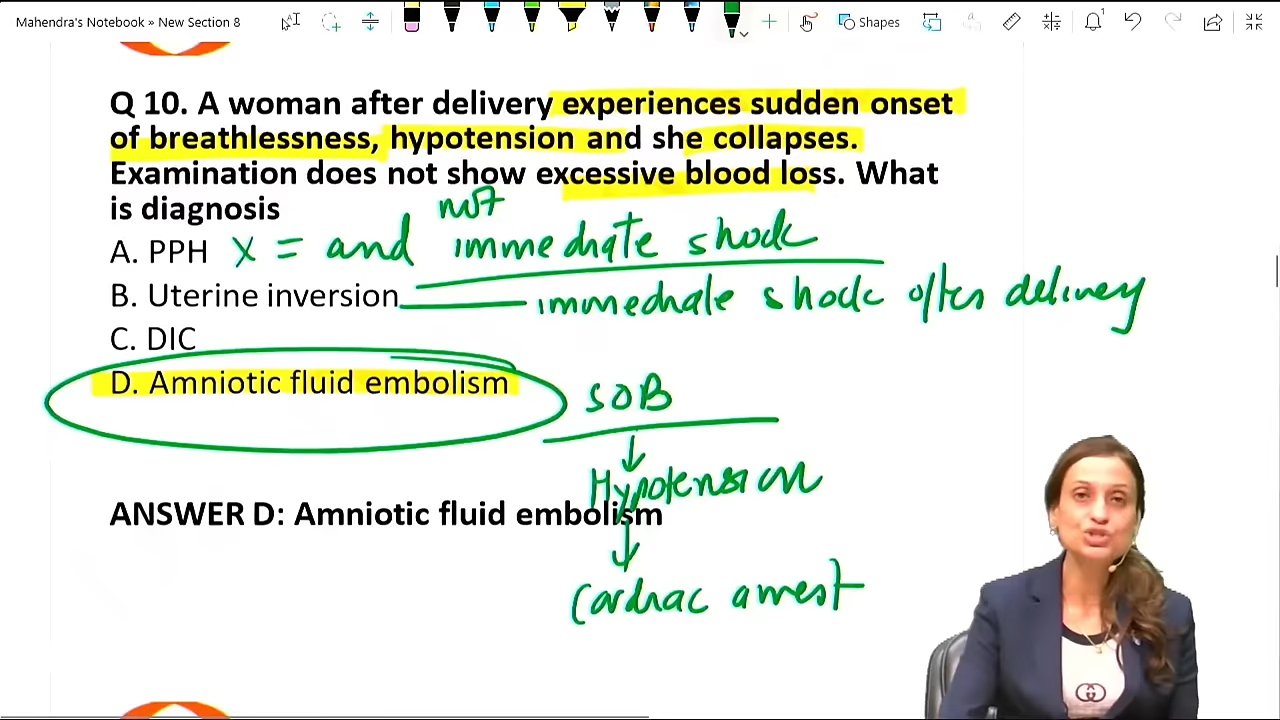 Mahendra's Notebook » New Section 8
Shapes
1
Q 10. A woman after delivery experiences sudden onset
of breathlessness, hypotension and she collapses.
Examination does not show excessive blood loss. What
is diagnosis
not
A. PPH X = and immediate shock
B. Uterine inversion immediate shock after delivery
C. DIC
D. Amniotic fluid embolism
SOB
↓
Hypotension
ANSWER D: Amniotic fluid embolism
↓
Cardiac arrest